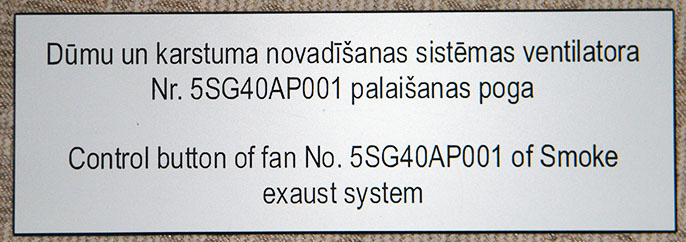 Dūmu un karstuma novadīšanas sistēmas ventilatora
Nr. 5SG40AP001 palaišanas poga
Control button of fan No. 5SG40AP001 of Smoke
exaust system